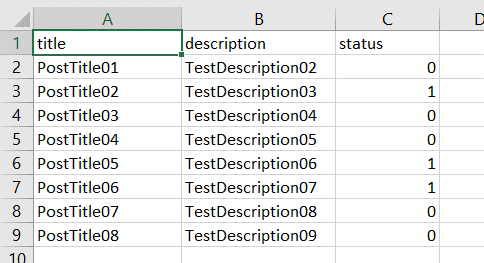 A B C D
1 title description status
2 PostTitle01 TestDescription02 0
3 PostTitle02 TestDescription03 1
4 PostTitle03 TestDescription04 0
5 PostTitle04 TestDescription05 0
6 PostTitle05 TestDescription06 1
7 PostTitle06 TestDescription07 1
8 PostTitle07 TestDescription08 0
9 PostTitle08 TestDescription09 0
10